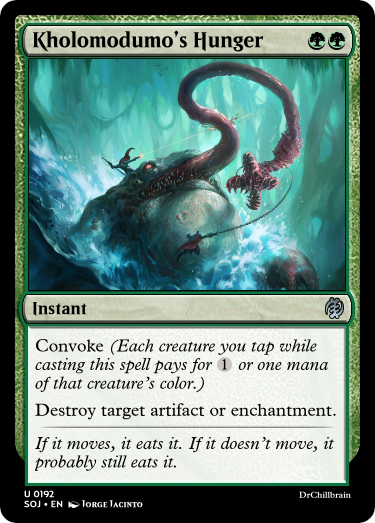 Kholomodumo's Hunger
Instant
Convoke (Each creature you tap while
casting this spell pays for 1 or one mana
of that creature's color.)
Destroy target artifact or enchantment.
If it moves, it eats it. If it doesn't move, it
probably still eats it.
U 0192
SOJ • EN Jorge Jacinto
DrChillbrain